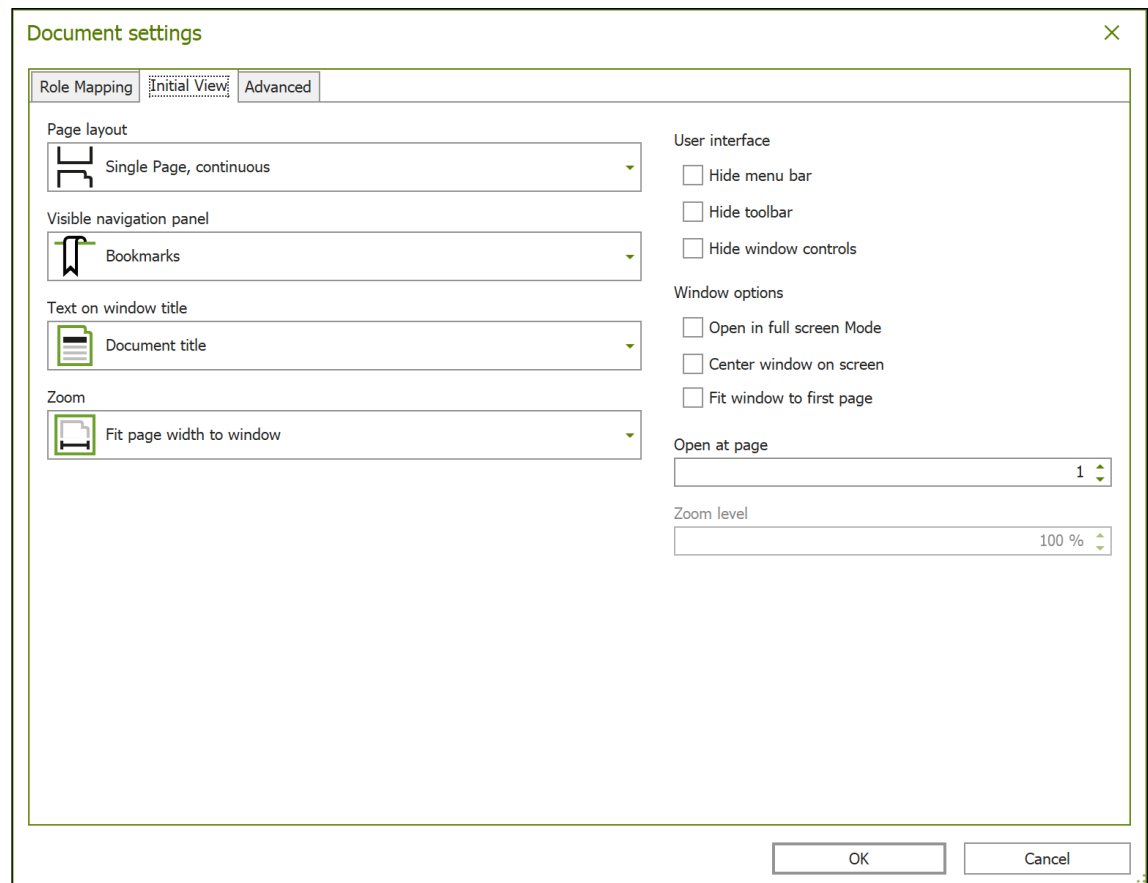 Document settings
Role Mapping
Initial View
Advanced
Page layout
Single Page, continuous
Visible navigation panel
Bookmarks
Text on window title
Document title
Zoom
Fit page width to window
User interface
Hide menu bar
Hide toolbar
Hide window controls
Window options
Open in full screen Mode
Center window on screen
Fit window to first page
Open at page
1
Zoom level
100 %
OK
Cancel